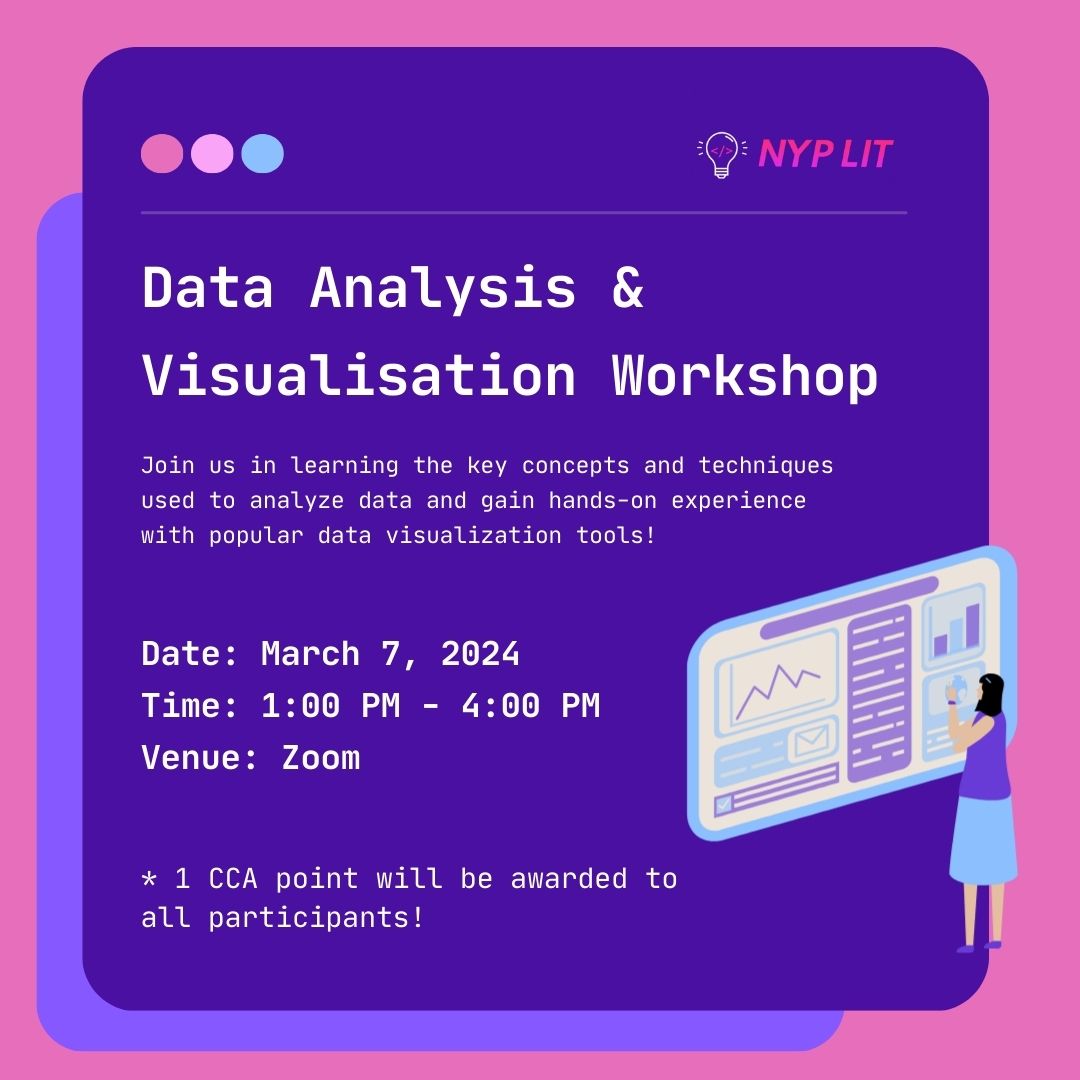 </> NYP LIT
Data Analysis &
Visualisation Workshop
Join us in learning the key concepts and techniques
used to analyze data and gain hands-on experience
with popular data visualization tools!
Date: March 7, 2024
Time: 1:00 PM - 4:00 PM
Venue: Zoom
* 1 CCA point will be awarded to
all participants!